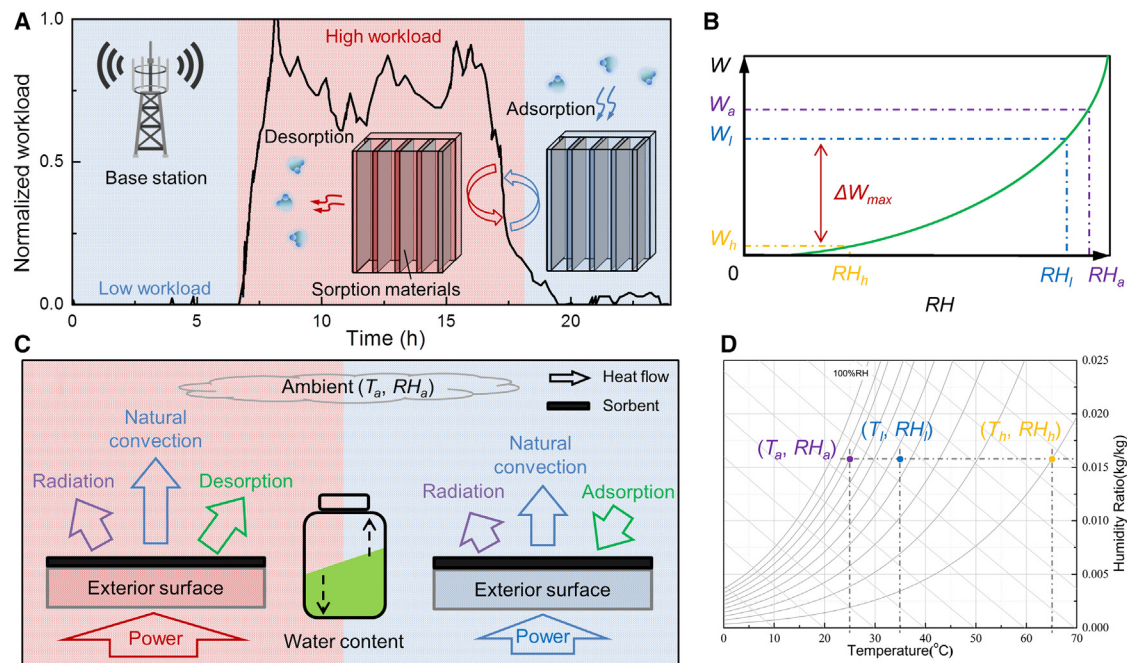 A
Normalized workload
1.0
0.5
0.0
High workload
Base station
Low workload
Desorption
Adsorption
Sorption materials
0
5
10
15
20
Time (h)
B
W
Wa
Wl
Wh
ΔWmax
0
RHh
RHl
RHa
RH
C
Ambient (Ta, RHa)
Heat flow
Sorbent
Natural
convection
Radiation
Desorption
Exterior surface
Power
Water content
Natural
convection
Radiation
Adsorption
Exterior surface
Power
D
100%RH
(Ta, RHa)
(Tl, RHl)
(Th, RHh)
0.025
0.020
0.015
0.010
0.005
0.000
Humidity Ratio(kg/kg)
0
10
20
30
40
50
60
70
Temperature(°C)